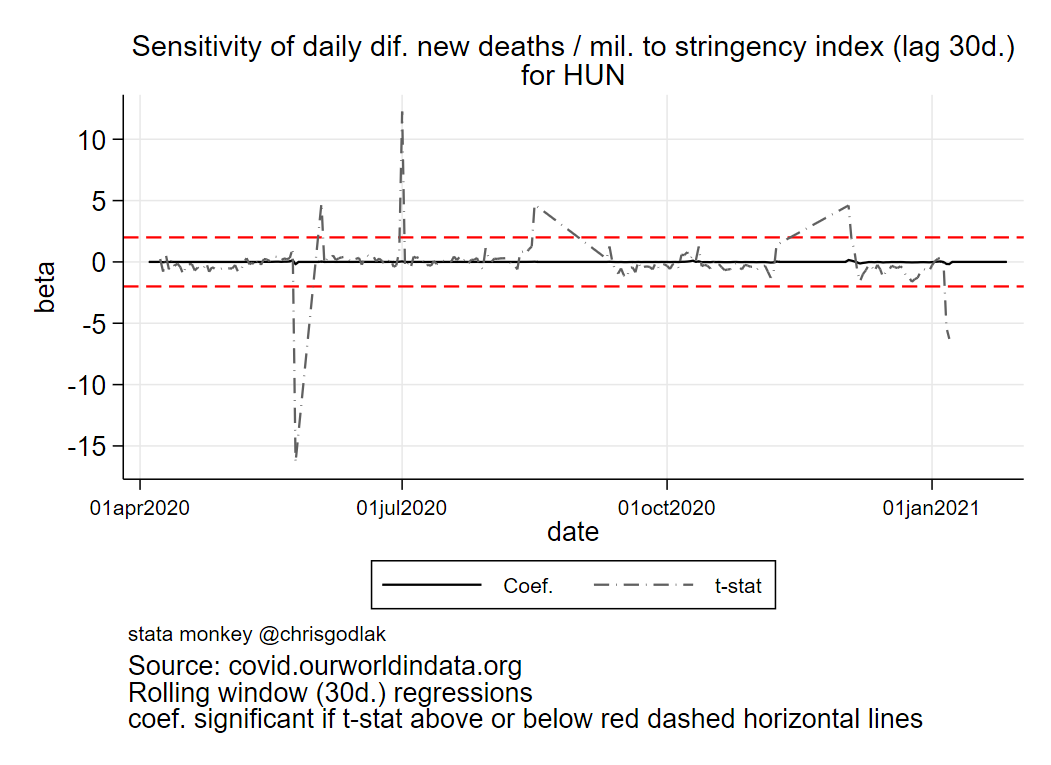 Sensitivity of daily dif. new deaths / mil. to stringency index (lag 30d.)
for HUN
beta
10
5
0
-5
-10
-15
01apr2020
01jul2020
01oct2020
01jan2021
date
Coef.
t-stat
stata monkey @chrisgodlak
Source: covid.ourworldindata.org
Rolling window (30d.) regressions
coef. significant if t-stat above or below red dashed horizontal lines